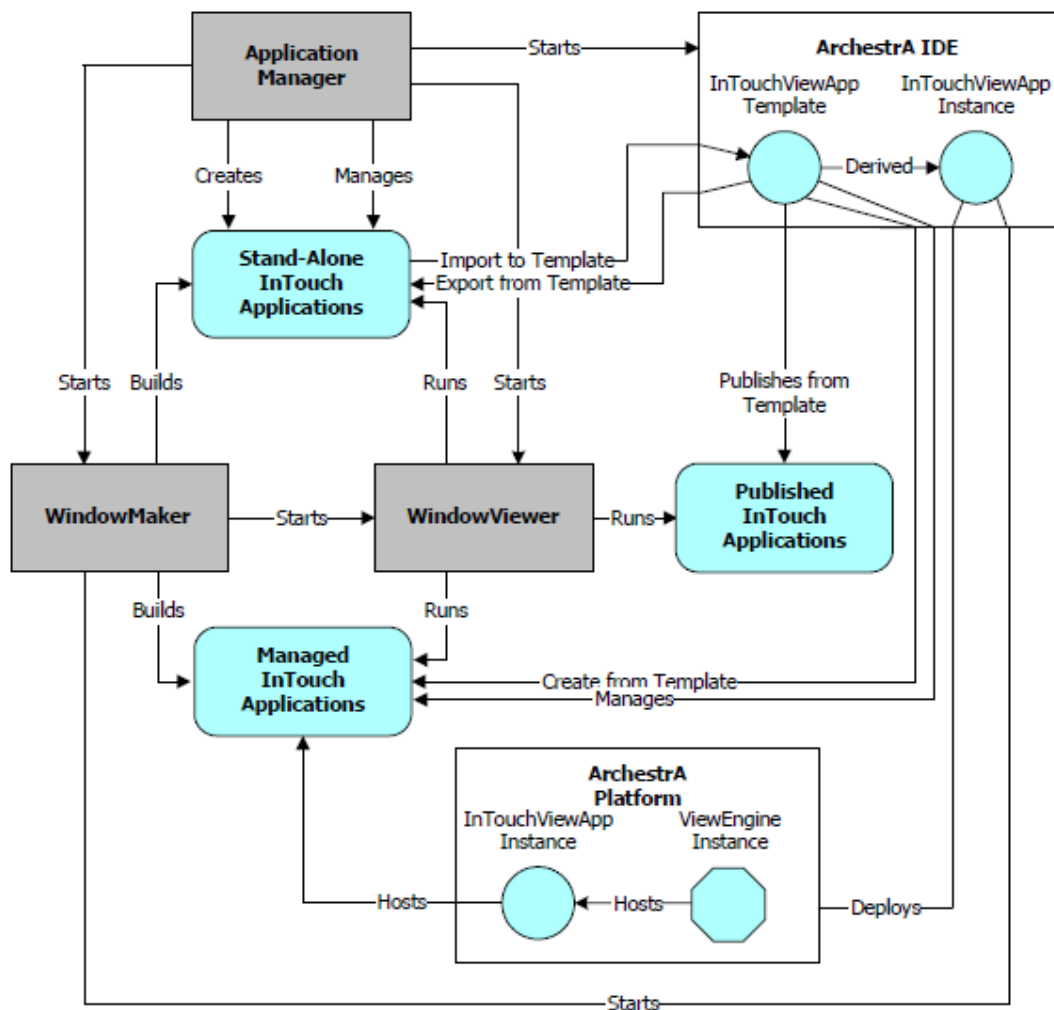 Application
Manager
Starts
ArchestrA IDE
InTouchViewApp
Template
InTouchViewApp
Instance
Derived
Creates
Manages
Stand-Alone
InTouch
Applications
Import to Template
Export from Template
Starts
Builds
Runs
Starts
Publishes from
Template
WindowMaker
Starts
WindowViewer
Runs
Published
InTouch
Applications
Builds
Runs
Managed
InTouch
Applications
Create from Template
Manages
ArchestrA
Platform
InTouchViewApp
Instance
ViewEngine
Instance
Hosts
Hosts
Deploys
Starts